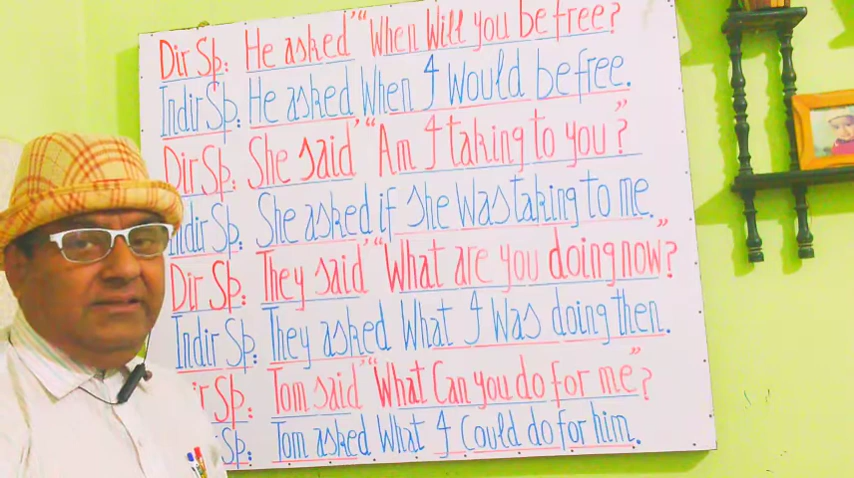 Dir Sp: He asked "When Will you be free?
Indir Sp: He asked When I Would be free.
Dir Sp: She said "Am I taking to you?"
ndir Sp: She asked if She Was taking to me.
Dir Sp: They said "What are you doing now"?
Indir Sp: They asked What I Was doing then.
ir Sp: Tom said "What Can you do for me"?
Sp: Tom asked What I Could do for him.